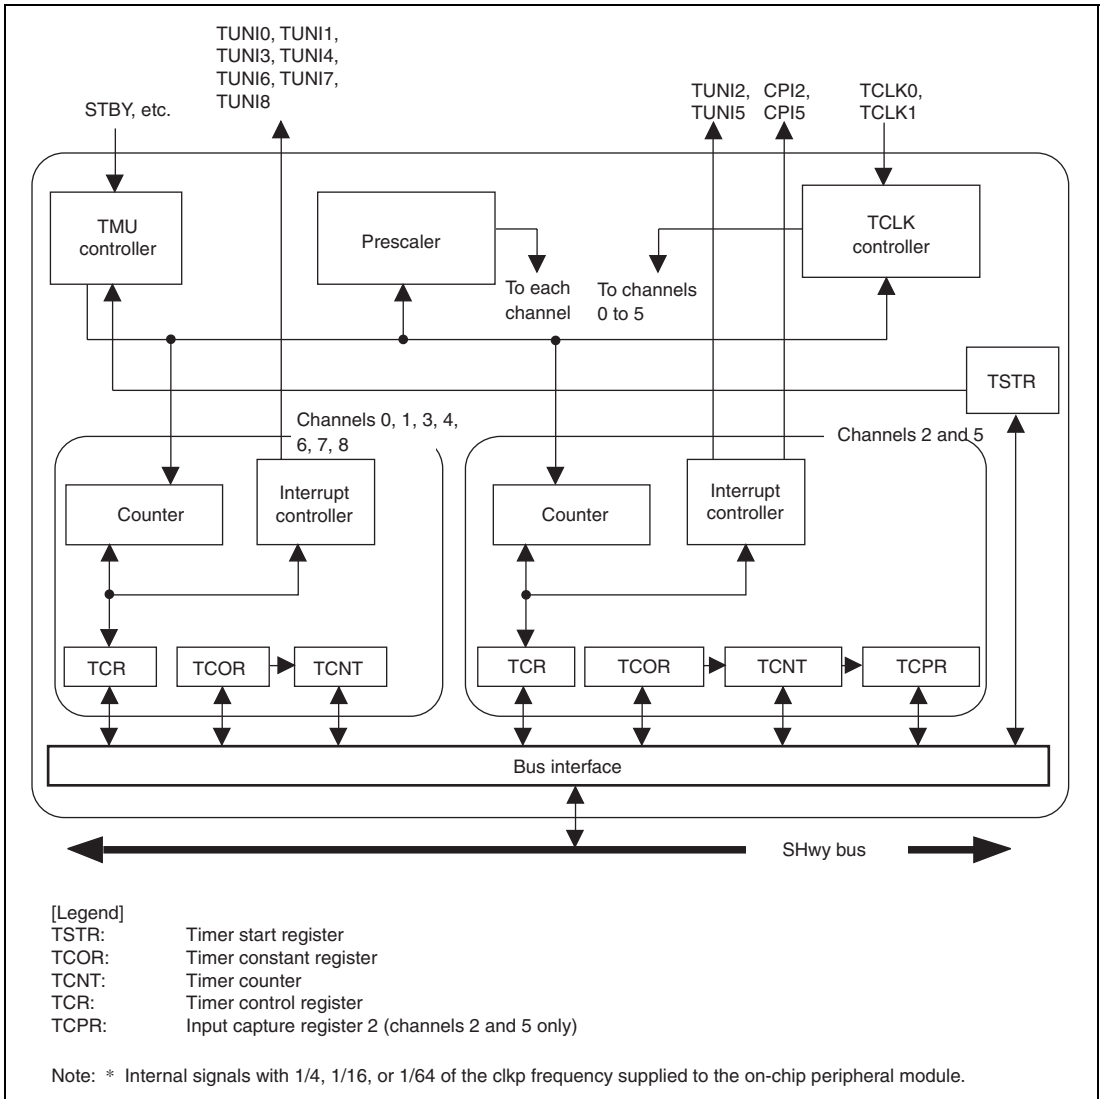 TUNI0, TUNI1,
TUNI3, TUNI4,
TUNI6, TUNI7,
TUNI8
STBY, etc.
TUNI2,
TUNI5
CPI2,
CPI5
TCLK0,
TCLK1
TMU
controller
Prescaler
TCLK
controller
To each
channel
To channels
0 to 5
TSTR
Channels 0, 1, 3, 4,
6, 7, 8
Counter
Interrupt
controller
TCR
TCOR
TCNT
Channels 2 and 5
Counter
Interrupt
controller
TCR
TCOR
TCNT
TCPR
Bus interface
SHwy bus
[Legend]
TSTR: Timer start register
TCOR: Timer constant register
TCNT: Timer counter
TCR: Timer control register
TCPR: Input capture register 2 (channels 2 and 5 only)
Note: * Internal signals with 1/4, 1/16, or 1/64 of the clkp frequency supplied to the on-chip peripheral module.